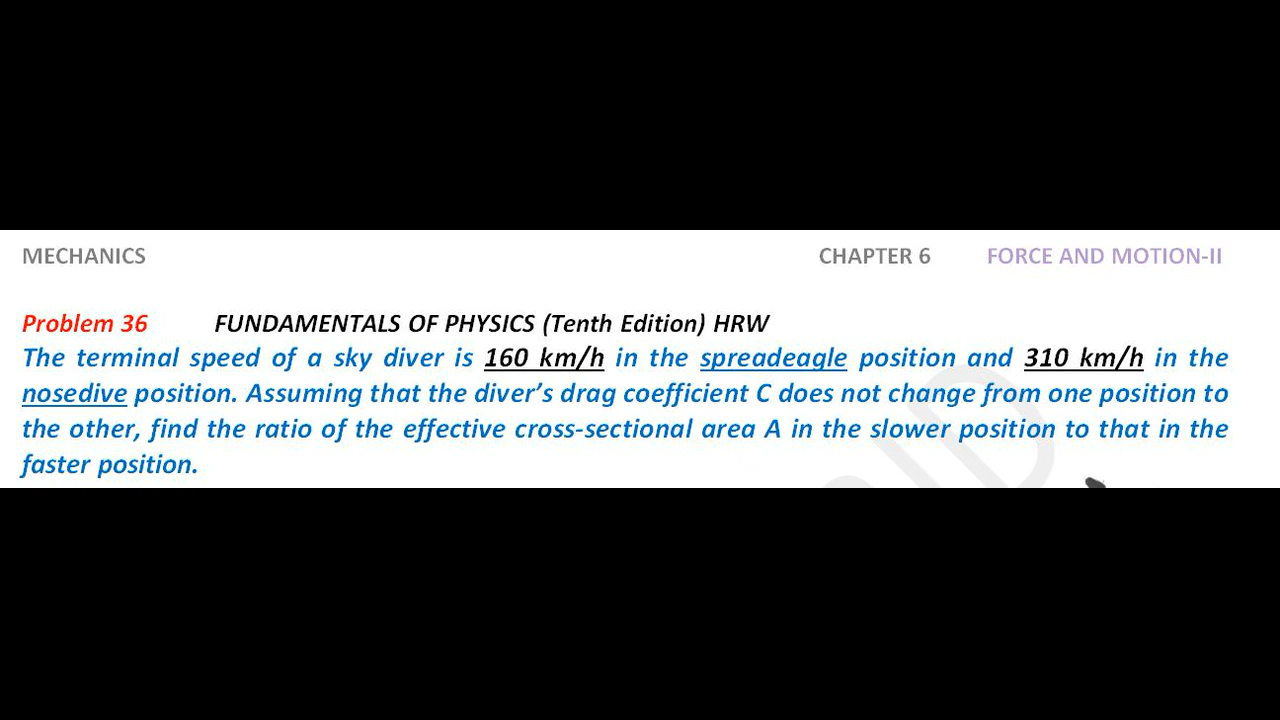 MECHANICS CHAPTER 6 FORCE AND MOTION-II
Problem 36 FUNDAMENTALS OF PHYSICS (Tenth Edition) HRW
The terminal speed of a sky diver is 160 km/h in the spreadeagle position and 310 km/h in the
nosedive position. Assuming that the diver's drag coefficient C does not change from one position to
the other, find the ratio of the effective cross-sectional area A in the slower position to that in the
faster position.